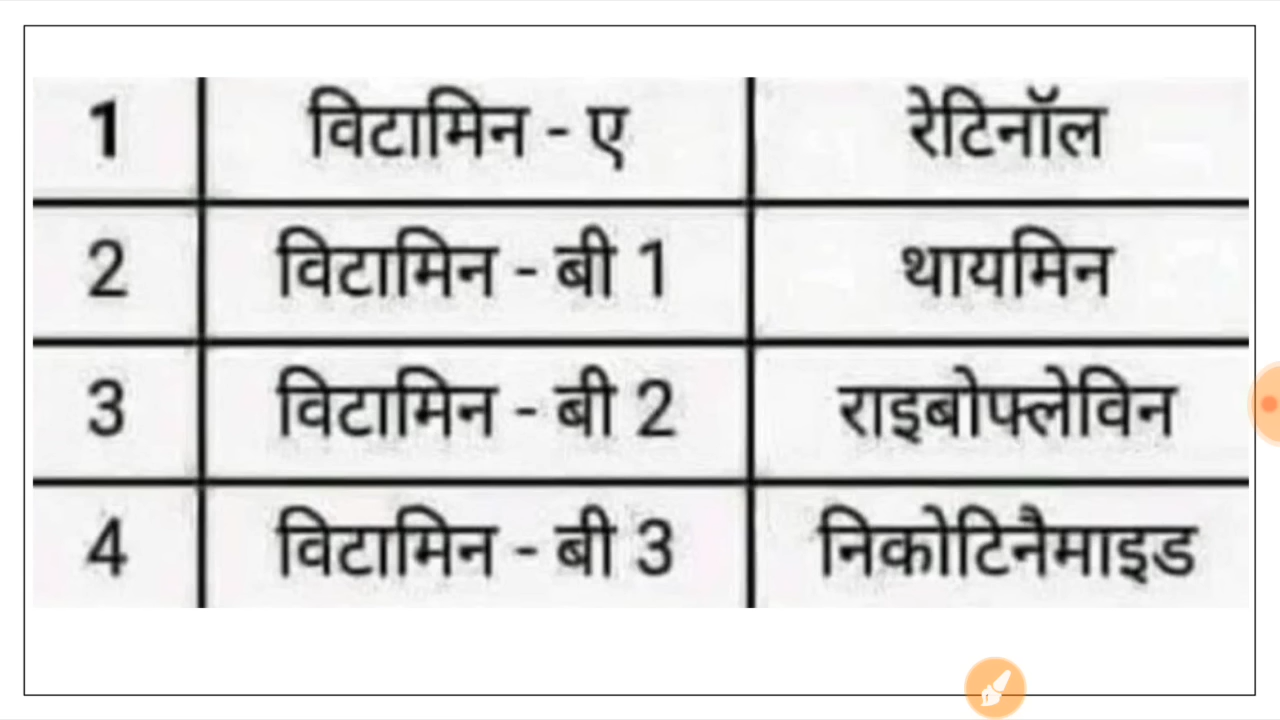 1 विटामिन - ए रेटिनॉल
2 विटामिन - बी 1 थायमिन
3 विटामिन - बी 2 राइबोफ्लेविन
4 विटामिन - बी 3 निकोटिनैमाइड